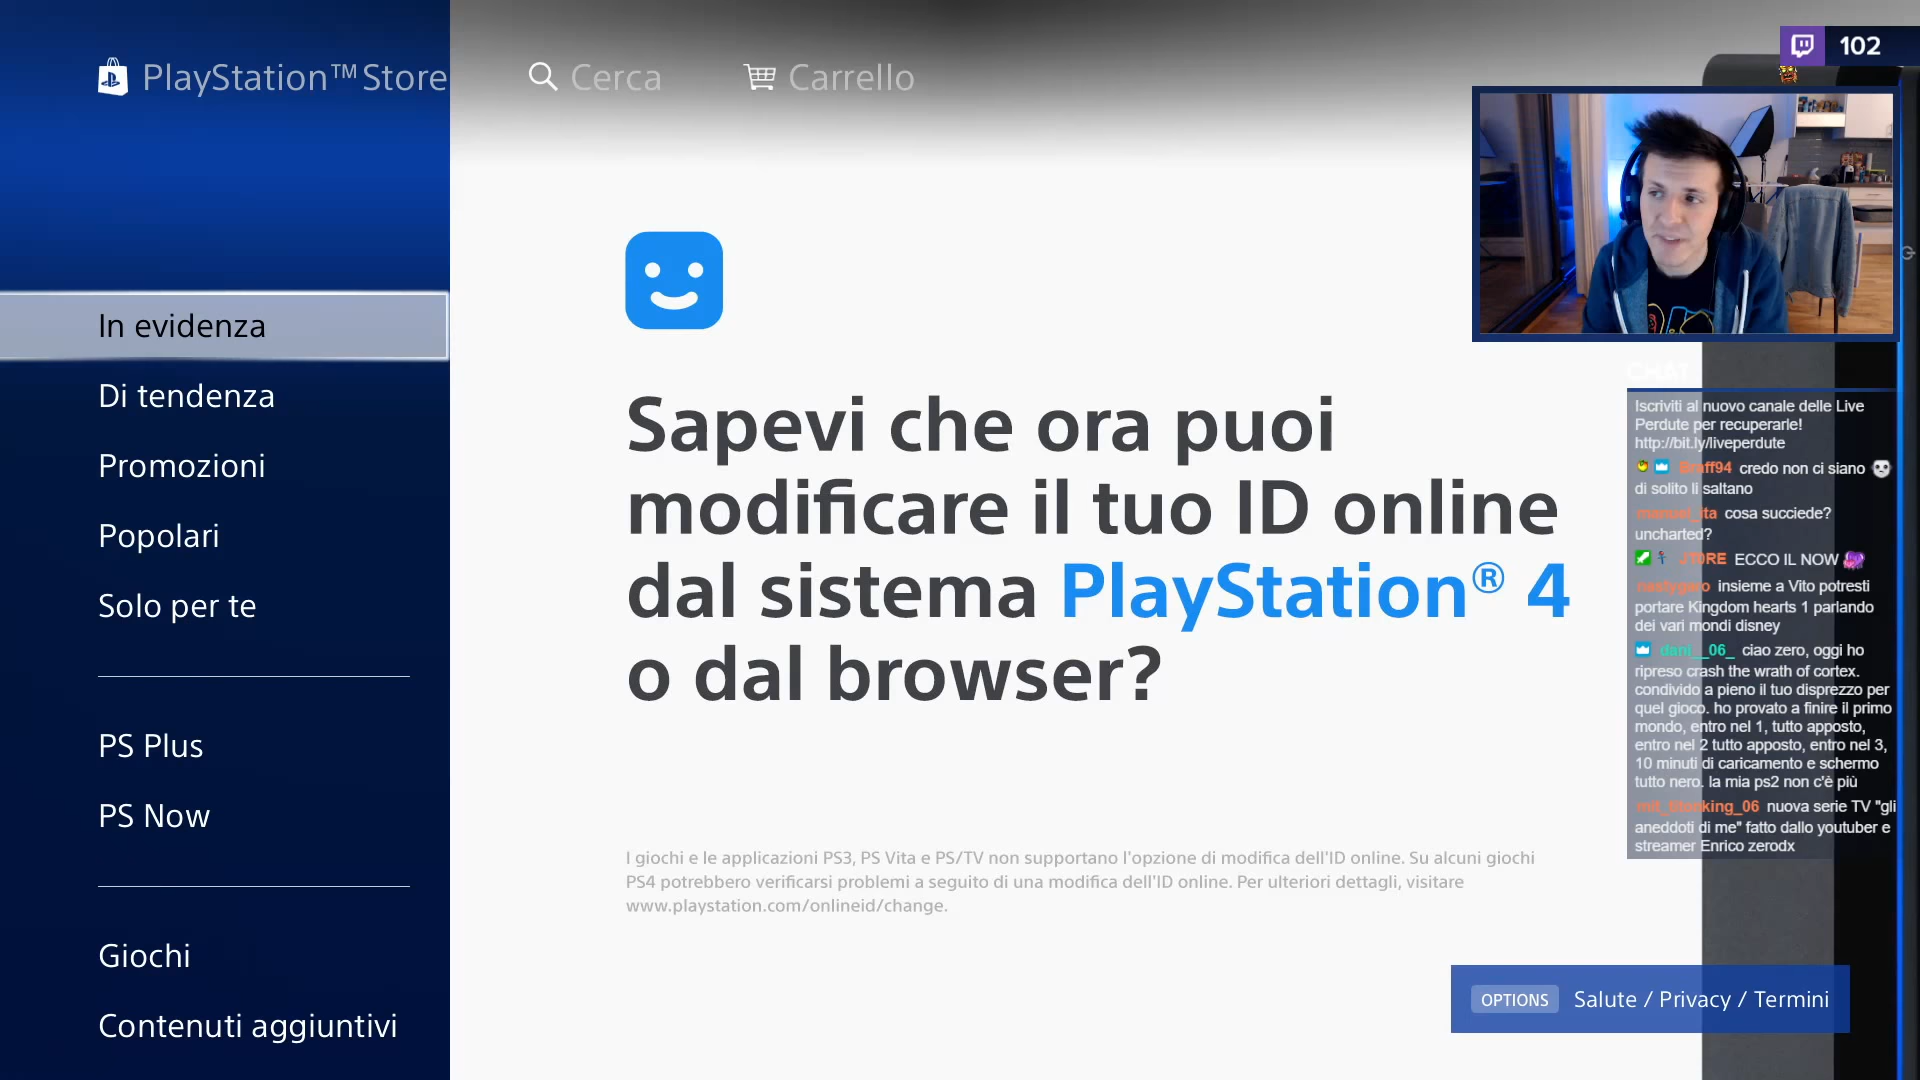 PlayStation™Store
Cerca
Carrello
102
In evidenza
Di tendenza
Promozioni
Popolari
Solo per te
PS Plus
PS Now
Giochi
Contenuti aggiuntivi
Sapevi che ora puoi
modificare il tuo ID online
dal sistema PlayStation® 4
o dal browser?
I giochi e le applicazioni PS3, PS Vita e PS/TV non supportano l'opzione di modifica dell'ID online. Su alcuni giochi
PS4 potrebbero verificarsi problemi a seguito di una modifica dell'ID online. Per ulteriori dettagli, visitare
www.playstation.com/onlineid/change.
CHAT
Iscriviti al nuovo canale delle Live
Perdute per recuperarle!
http://bit.ly/liveperdute
credo non ci siano
di solito li saltano
cosa succiede?
uncharted?
ECCO IL NOW
insieme a Vito potresti
portare Kingdom hearts 1 parlando
dei vari mondi disney
dani__06_ ciao zero, oggi ho
ripreso crash the wrath of cortex.
condivido a pieno il tuo disprezzo per
quel gioco. ho provato a finire il primo
mondo, entro nel 1, tutto apposto,
entro nel 2 tutto apposto, entro nel 3,
10 minuti di caricamento e schermo
tutto nero. la mia ps2 non c'è più
nuova serie TV "gli
aneddoti di me" fatto dallo youtuber e
streamer Enrico zerodx
OPTIONS Salute / Privacy / Termini